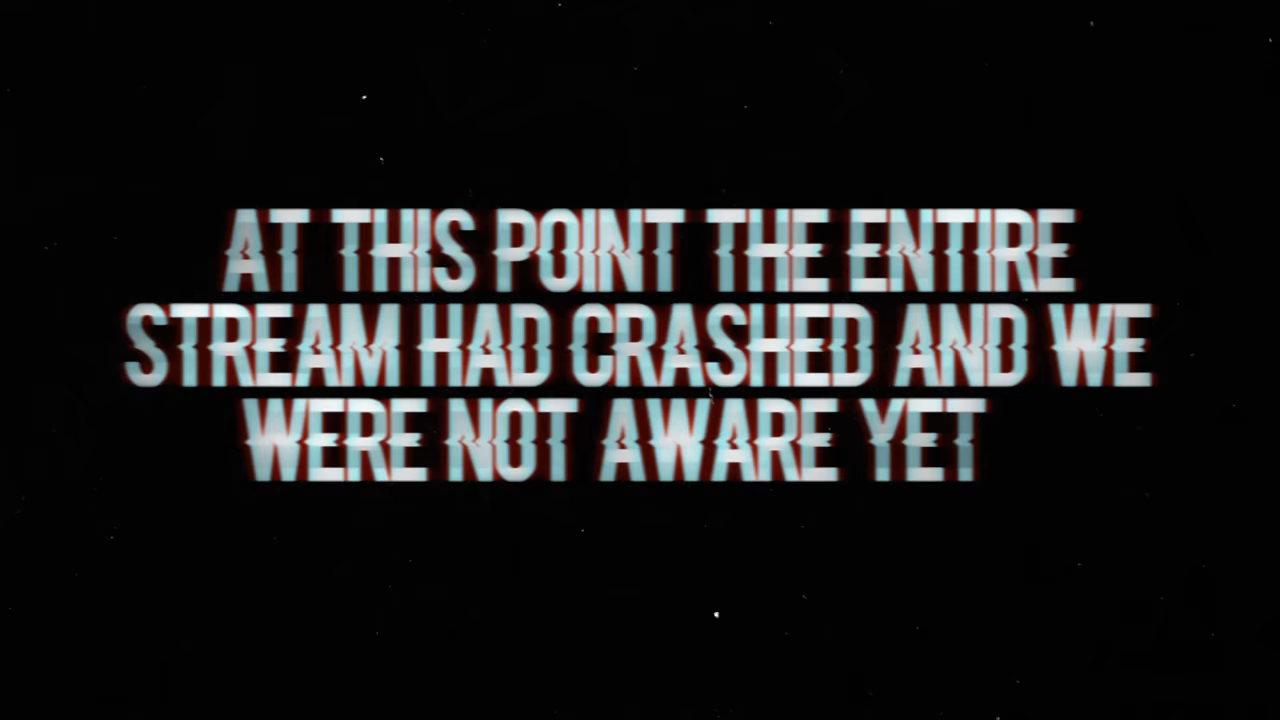 AT THIS POINT THE ENTIRE
STREAM HAD CRASHED AND WE
WERE NOT AWARE YET